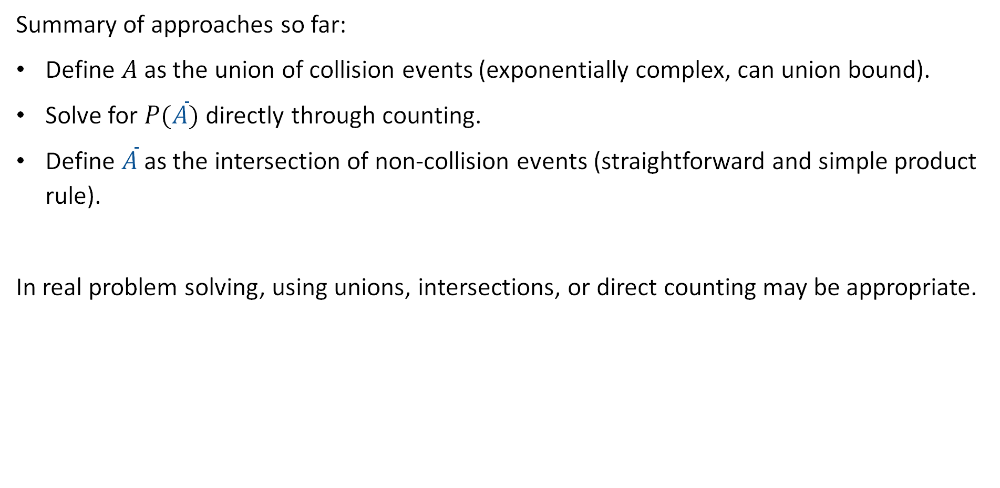 Summary of approaches so far:
• Define A as the union of collision events (exponentially complex, can union bound).
• Solve for P(Ā) directly through counting.
• Define Ā as the intersection of non-collision events (straightforward and simple product
rule).
In real problem solving, using unions, intersections, or direct counting may be appropriate.